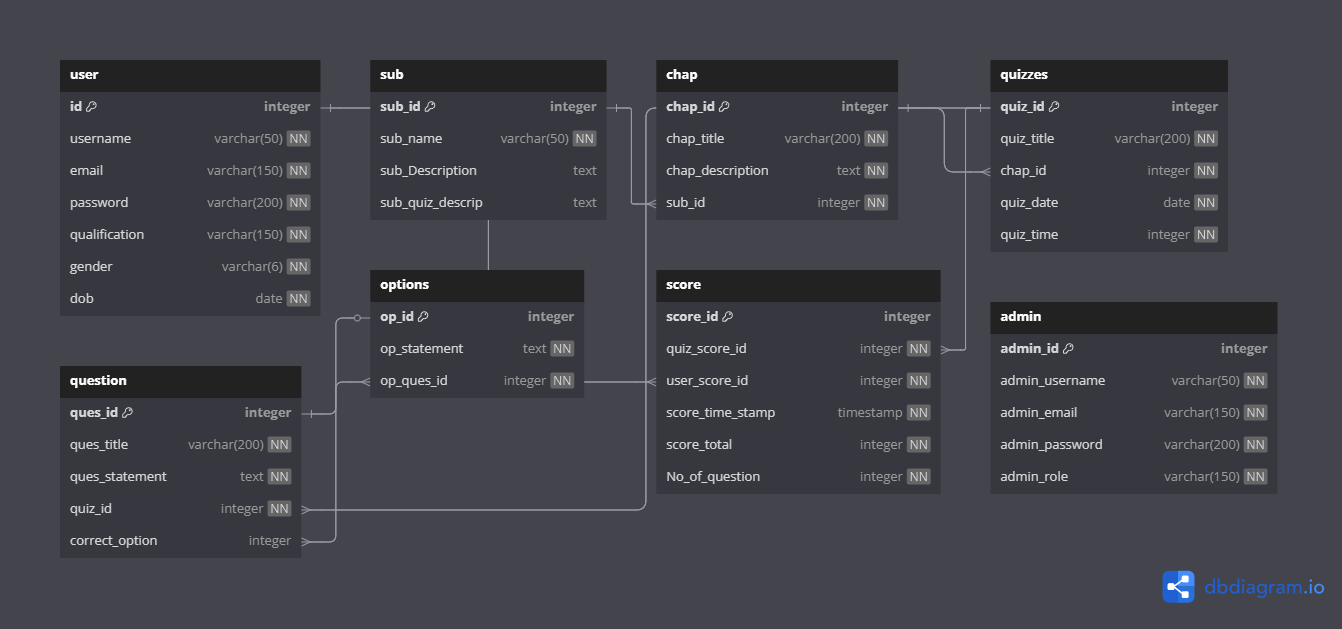 user
id integer
username varchar(50) NN
email varchar(150) NN
password varchar(200) NN
qualification varchar(150) NN
gender varchar(6) NN
dob date NN
sub
sub_id integer
sub_name varchar(50) NN
sub_Description text
sub_quiz_descrip text
chap
chap_id integer
chap_title varchar(200) NN
chap_description text NN
sub_id integer NN
quizzes
quiz_id integer
quiz_title varchar(200) NN
chap_id integer NN
quiz_date date NN
quiz_time integer NN
options
op_id integer
op_statement text NN
op_ques_id integer NN
score
score_id integer
quiz_score_id integer NN
user_score_id integer NN
score_time_stamp timestamp NN
score_total integer NN
No_of_question integer NN
admin
admin_id integer
admin_username varchar(50) NN
admin_email varchar(150) NN
admin_password varchar(200) NN
admin_role varchar(150) NN
question
ques_id integer
ques_title varchar(200) NN
ques_statement text NN
quiz_id integer NN
correct_option integer
dbdiagram.io